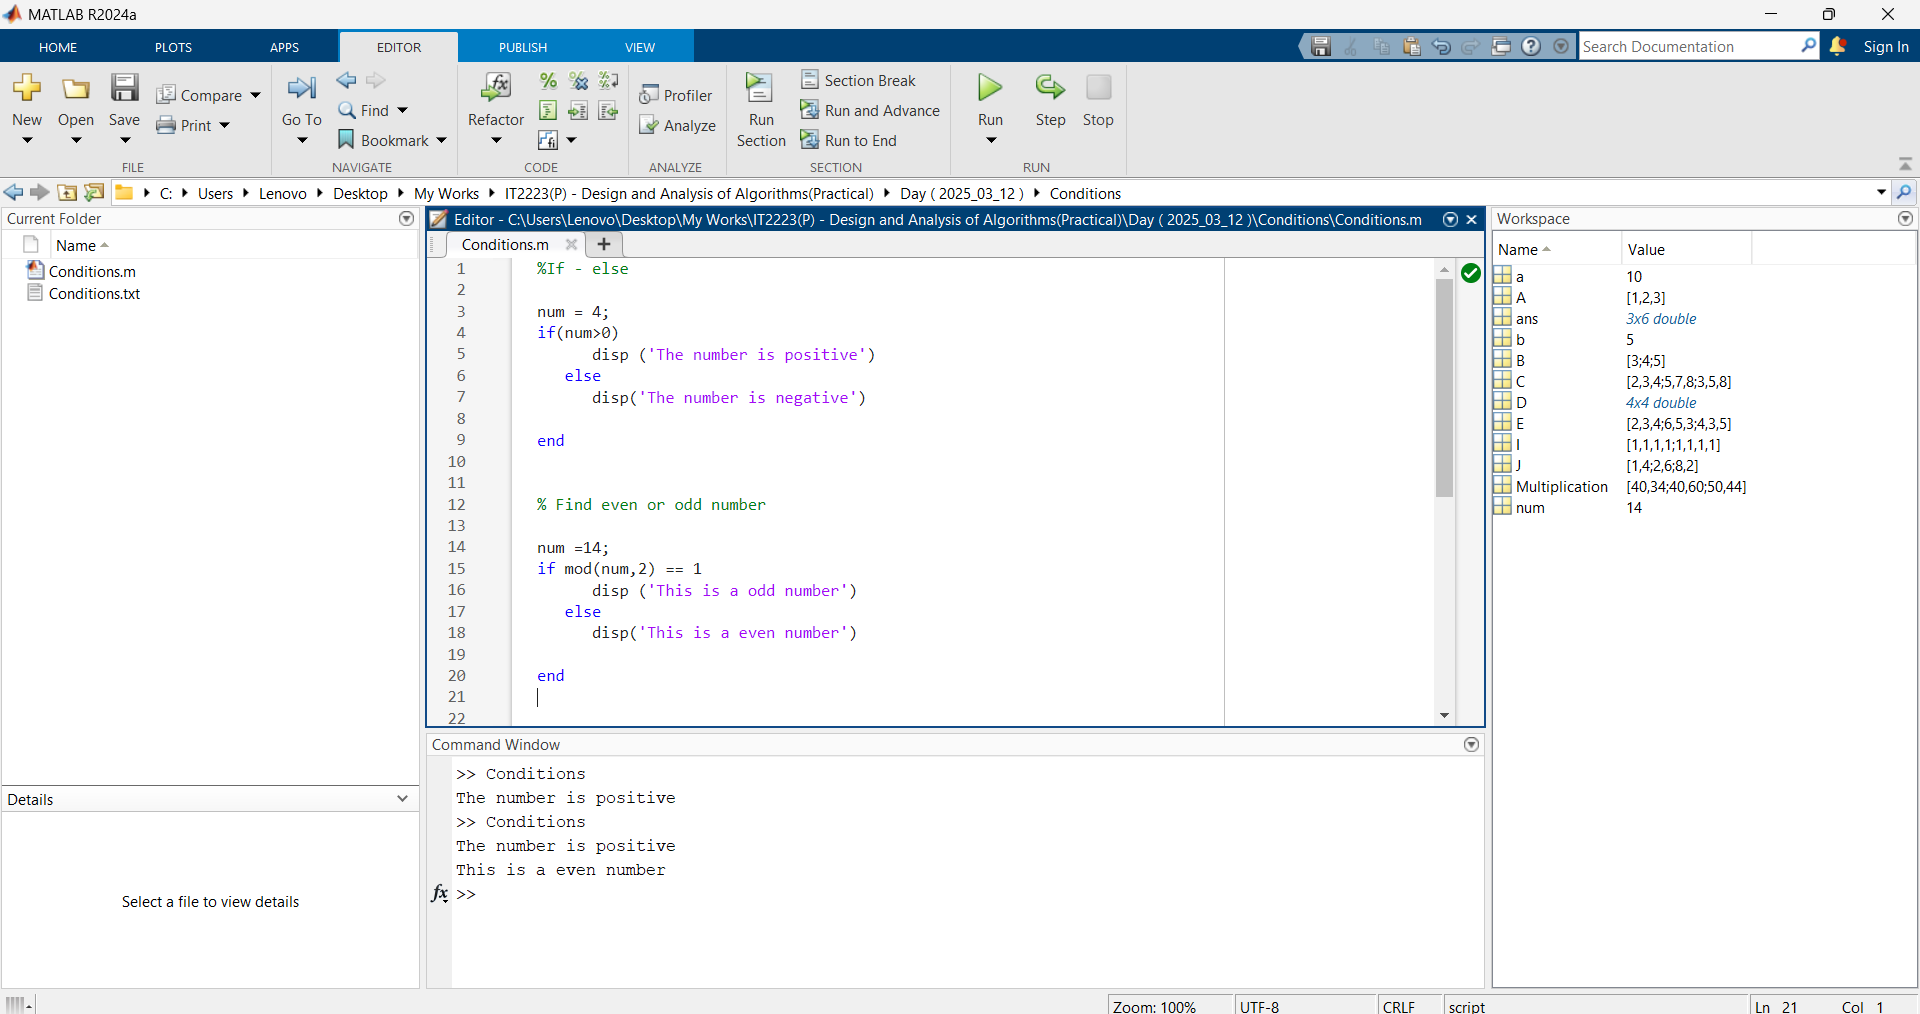 MATLAB R2024a
HOME PLOTS APPS EDITOR PUBLISH VIEW Search Documentation Sign In
New Open Save Compare Print
FILE
Go To Find Bookmark
NAVIGATE
Refactor
CODE
Profiler
Analyze
ANALYZE
Run Section
Section Break
Run and Advance
Run to End
SECTION
Run Step Stop
RUN
C: Users Lenovo Desktop My Works IT2223(P) - Design and Analysis of Algorithms(Practical) Day ( 2025_03_12 ) Conditions
Current Folder
Name
Conditions.m
Conditions.txt
Details
Select a file to view details
Editor - C:\Users\Lenovo\Desktop\My Works\IT2223(P) - Design and Analysis of Algorithms(Practical)\Day ( 2025_03_12 )\Conditions\Conditions.m
Conditions.m
1 %If - else
2
3 num = 4;
4 if(num>0)
5 disp ('The number is positive')
6 else
7 disp('The number is negative')
8
9 end
10
11
12 % Find even or odd number
13
14 num =14;
15 if mod(num,2) == 1
16 disp ('This is a odd number')
17 else
18 disp('This is a even number')
19
20 end
21
22
Command Window
>> Conditions
The number is positive
>> Conditions
The number is positive
This is a even number
fx >>
Workspace
Name Value
a 10
A [1,2,3]
ans 3x6 double
b 5
B [3;4;5]
C [2,3,4;5,7,8;3,5,8]
D 4x4 double
E [2,3,4;6,5,3;4,3,5]
I [1,1,1,1;1,1,1,1]
J [1,4;2,6;8,2]
Multiplication [40,34;40,60;50,44]
num 14
Zoom: 100% UTF-8 CRLF script Ln 21 Col 1